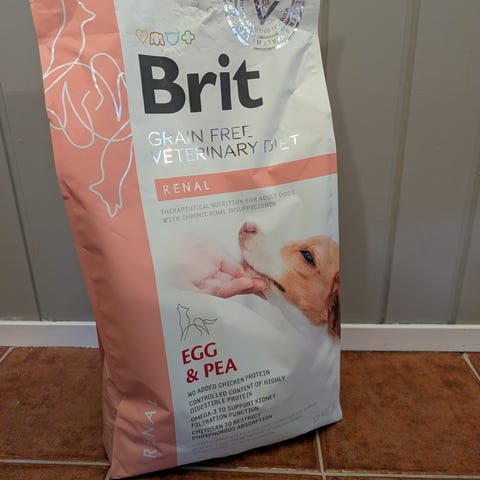 Brit
GRAIN FREE
VETERINARY DIET
RENAL
THERAPEUTICAL NUTRITION FOR ADULT DOGS
WITH CHRONIC RENAL INSUFFICIENCY
EGG
& PEA
NO ADDED CHICKEN PROTEIN
CONTROLLED CONTENT OF HIGHLY
DIGESTIBLE PROTEIN
OMEGA-3 TO SUPPORT KIDNEY
FILTRATION FUNCTION
CHITOSAN TO RESTRICT
PHOSPHOROUS ABSORPTION
RENA